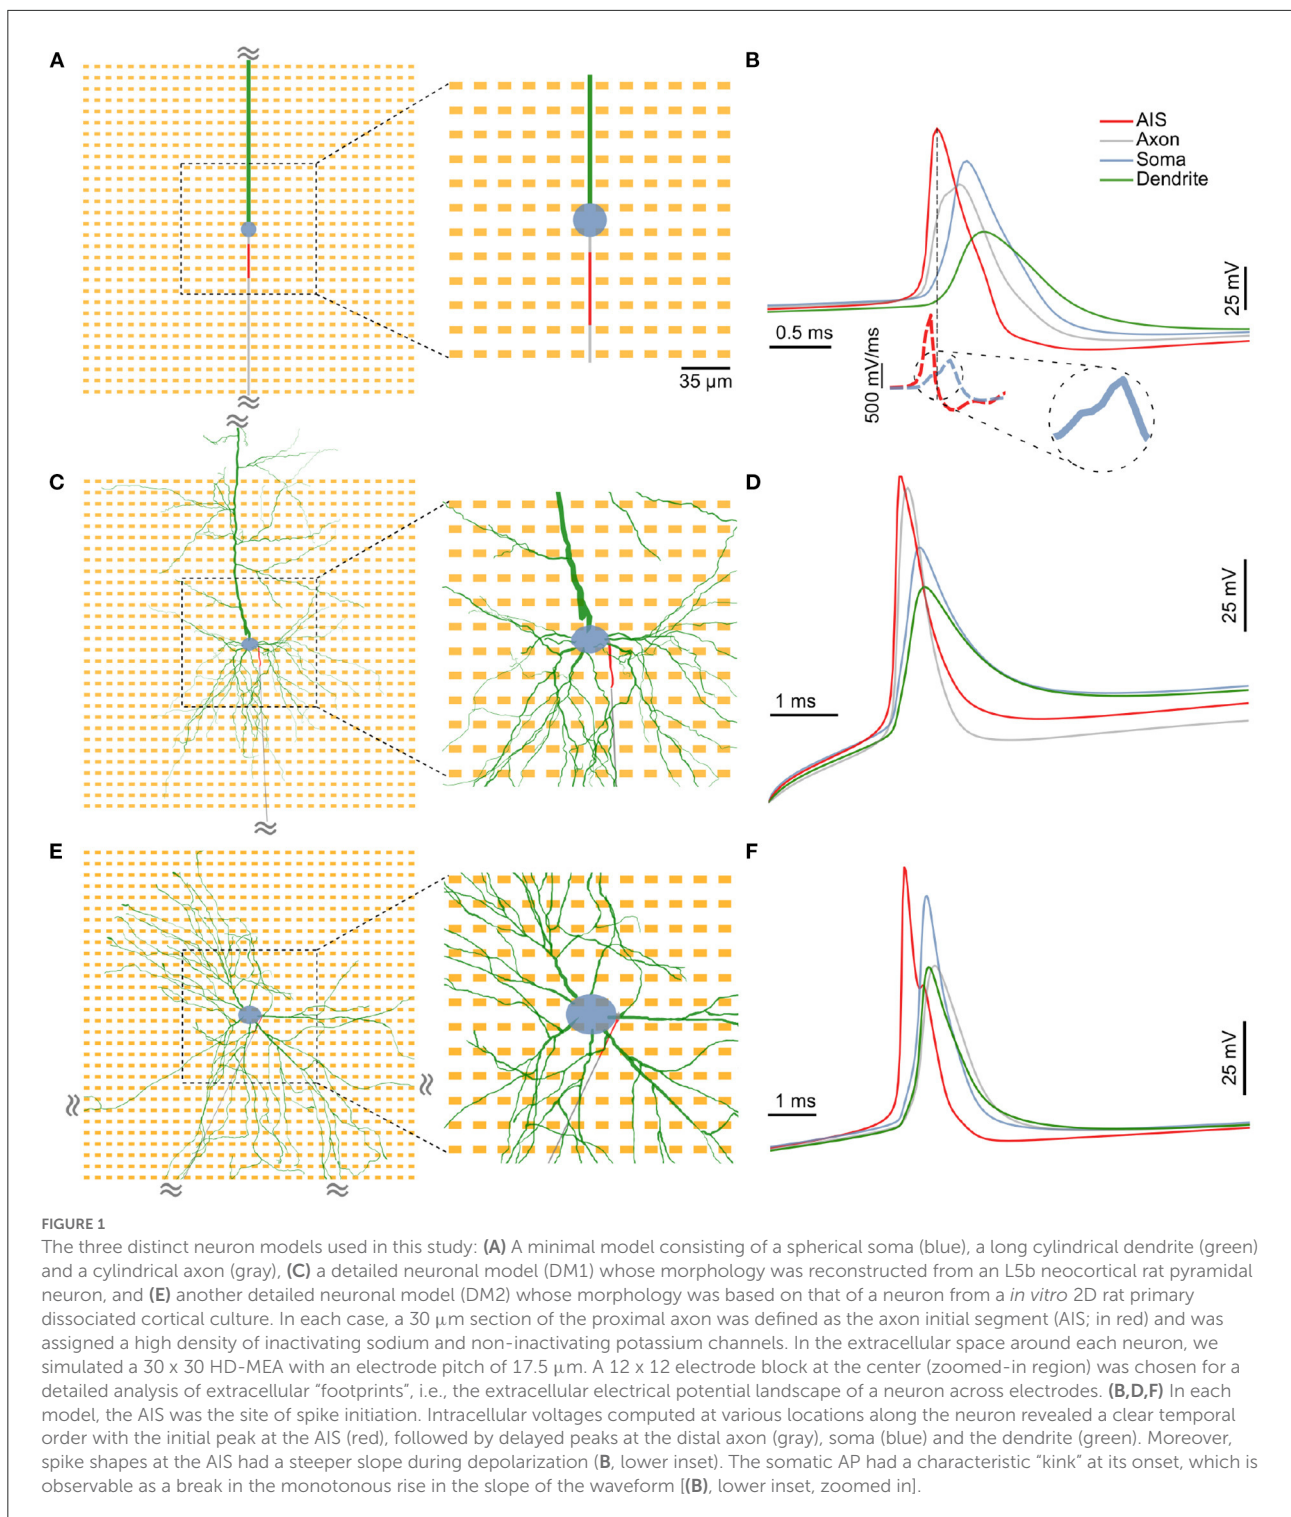 A
B
AIS
Axon
Soma
Dendrite
25 mV
0.5 ms
500 mV/ms
35 µm
C
D
25 mV
1 ms
E
F
25 mV
1 ms
FIGURE 1
The three distinct neuron models used in this study: (A) A minimal model consisting of a spherical soma (blue), a long cylindrical dendrite (green)
and a cylindrical axon (gray), (C) a detailed neuronal model (DM1) whose morphology was reconstructed from an L5b neocortical rat pyramidal
neuron, and (E) another detailed neuronal model (DM2) whose morphology was based on that of a neuron from a in vitro 2D rat primary
dissociated cortical culture. In each case, a 30 µm section of the proximal axon was defined as the axon initial segment (AIS; in red) and was
assigned a high density of inactivating sodium and non-inactivating potassium channels. In the extracellular space around each neuron, we
simulated a 30 x 30 HD-MEA with an electrode pitch of 17.5 µm. A 12 x 12 electrode block at the center (zoomed-in region) was chosen for a
detailed analysis of extracellular "footprints", i.e., the extracellular electrical potential landscape of a neuron across electrodes. (B,D,F) In each
model, the AIS was the site of spike initiation. Intracellular voltages computed at various locations along the neuron revealed a clear temporal
order with the initial peak at the AIS (red), followed by delayed peaks at the distal axon (gray), soma (blue) and the dendrite (green). Moreover,
spike shapes at the AIS had a steeper slope during depolarization (B, lower inset). The somatic AP had a characteristic "kink" at its onset, which is
observable as a break in the monotonous rise in the slope of the waveform [(B), lower inset, zoomed in].